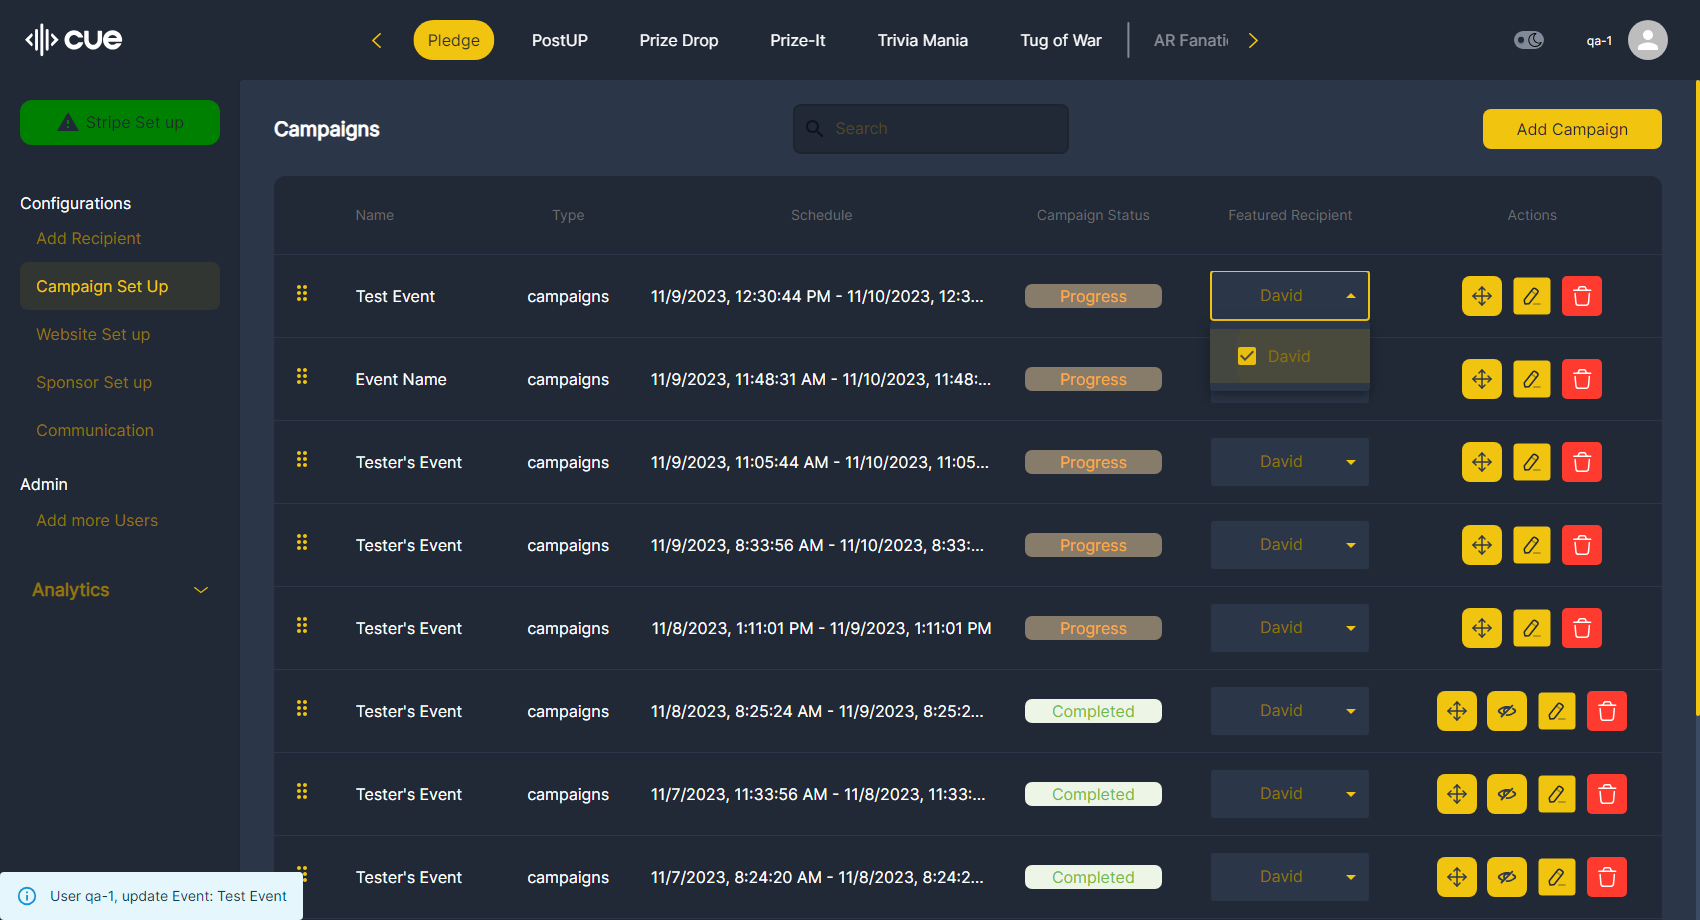 cue
Pledge
PostUP
Prize Drop
Prize-It
Trivia Mania
Tug of War
AR Fanati
qa-1
Stripe Set up
Configurations
Add Recipient
Campaign Set Up
Website Set up
Sponsor Set up
Communication
Admin
Add more Users
Analytics
Campaigns
Search
Add Campaign
Name Type Schedule Campaign Status Featured Recipient Actions
Test Event campaigns 11/9/2023, 12:30:44 PM - 11/10/2023, 12:3... Progress David
David
Event Name campaigns 11/9/2023, 11:48:31 AM - 11/10/2023, 11:48:... Progress
Tester's Event campaigns 11/9/2023, 11:05:44 AM - 11/10/2023, 11:05... Progress David
Tester's Event campaigns 11/9/2023, 8:33:56 AM - 11/10/2023, 8:33:... Progress David
Tester's Event campaigns 11/8/2023, 1:11:01 PM - 11/9/2023, 1:11:01 PM Progress David
Tester's Event campaigns 11/8/2023, 8:25:24 AM - 11/9/2023, 8:25:2... Completed David
Tester's Event campaigns 11/7/2023, 11:33:56 AM - 11/8/2023, 11:33:... Completed David
Tester's Event campaigns 11/7/2023, 8:24:20 AM - 11/8/2023, 8:24:2... Completed David
User qa-1, update Event: Test Event